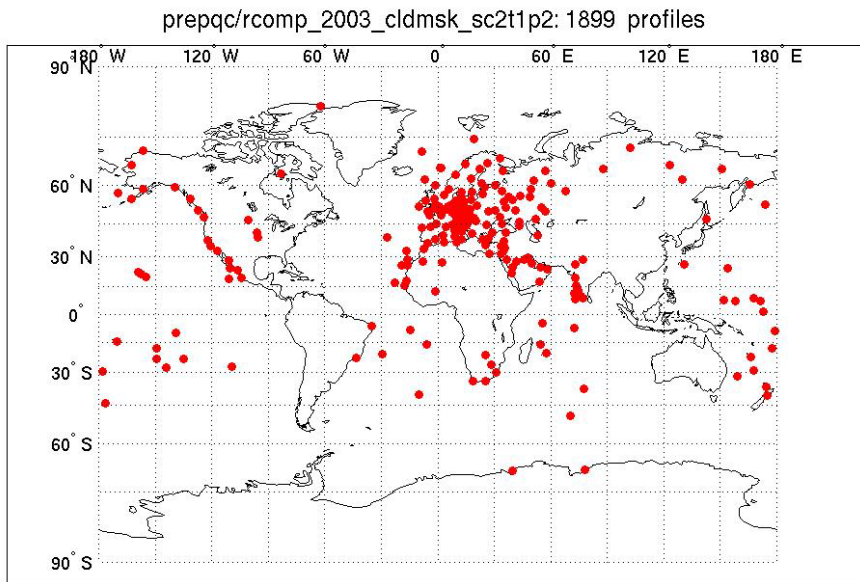 prepqc/rcomp_2003_cldmsk_sc2t1p2: 1899 profiles
180° W 120° W 60° W 0° 60° E 120° E 180° E
90° N
60° N
30° N
0°
30° S
60° S
90° S